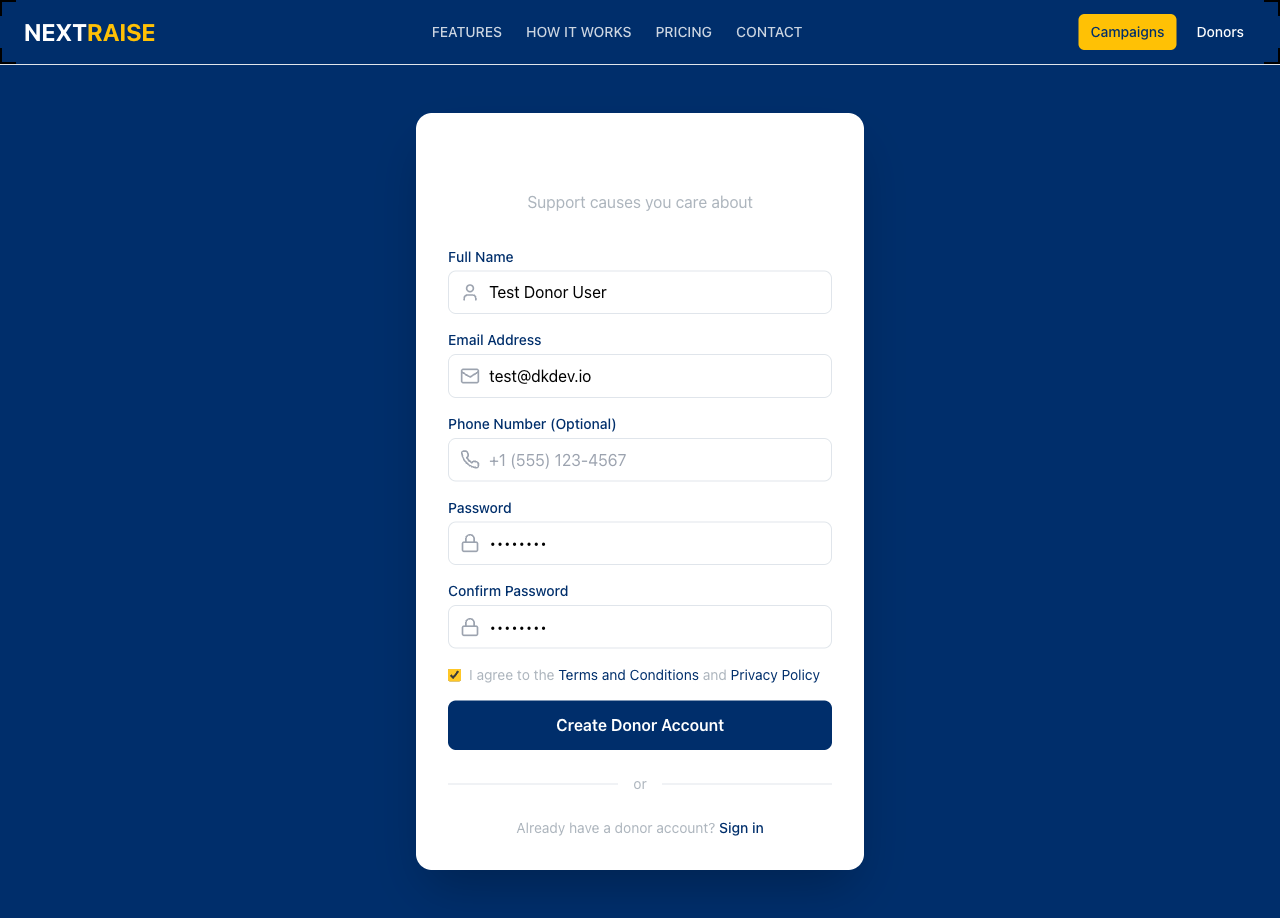 NEXTRAISE
FEATURES HOW IT WORKS PRICING CONTACT
Campaigns Donors
Support causes you care about
Full Name
Test Donor User
Email Address
test@dkdev.io
Phone Number (Optional)
+1 (555) 123-4567
Password
••••••••
Confirm Password
••••••••
I agree to the Terms and Conditions and Privacy Policy
Create Donor Account
or
Already have a donor account? Sign in